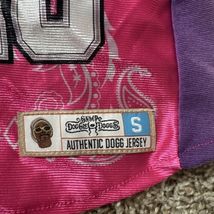 SNOOP
DOGGIE DOGGS
S
AUTHENTIC DOGG JERSEY